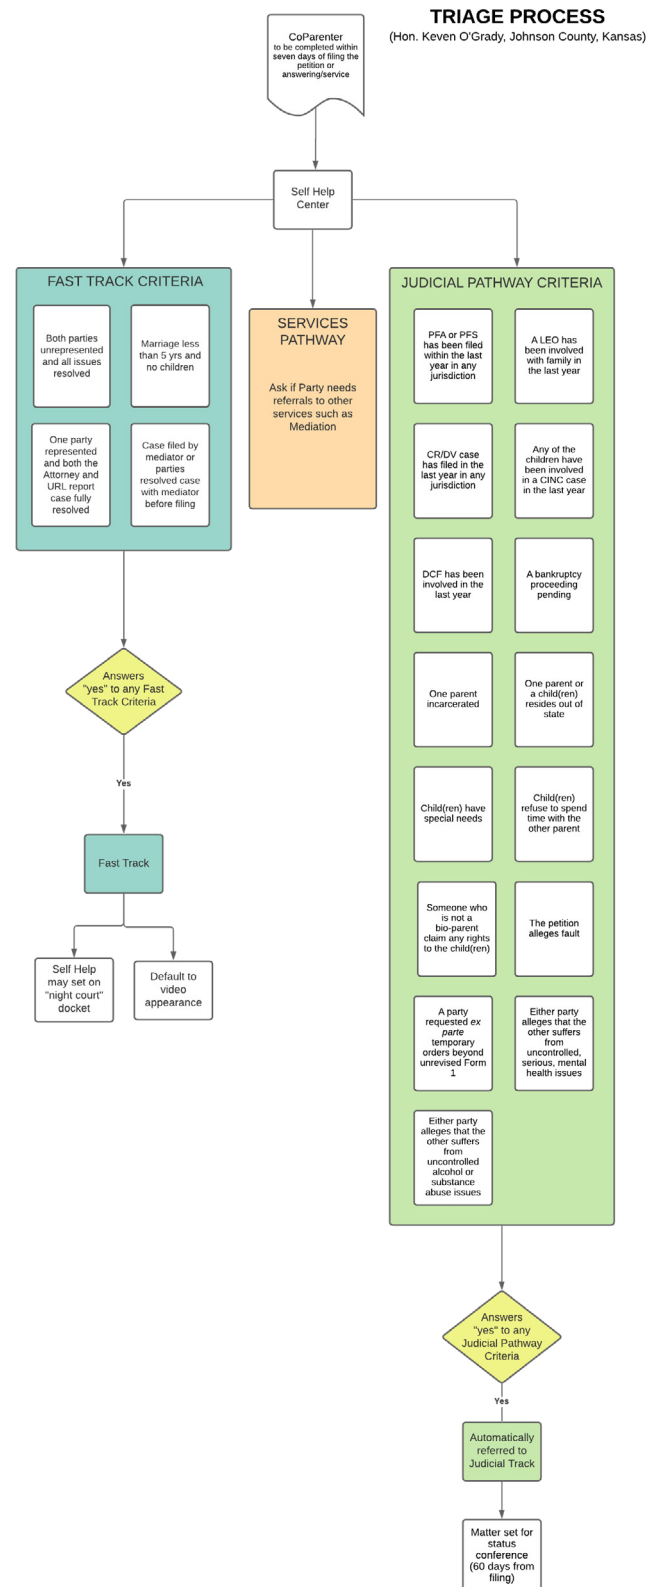 TRIAGE PROCESS
(Hon. Keven O'Grady, Johnson County, Kansas)
CoParenter
to be completed within
seven days of filing the
petition or
answering/service
Self Help
Center
FAST TRACK CRITERIA
Both parties
unrepresented
and all issues
resolved
Marriage less
than 5 yrs and
no children
One party
represented
and both the
Attorney and
URL report
case fully
resolved
Case filed by
mediator or
parties
resolved case
with mediator
before filing
Answers
"yes" to any Fast
Track Criteria
Yes
Fast Track
Self Help
may set on
"night court"
docket
Default to
video
appearance
SERVICES
PATHWAY
Ask if Party needs
referrals to other
services such as
Mediation
JUDICIAL PATHWAY CRITERIA
PFA or PFS
has been filed
within the last
year in any
jurisdiction
A LEO has
been involved
with family in
the last year
CR/DV case
has filed in the
last year in any
jurisdiction
Any of the
children have
been involved
in a CINC case
in the last year
DCF has been
involved in the
last year
A bankruptcy
proceeding
pending
One parent
incarcerated
One parent or
a child(ren)
resides out of
state
Child(ren) have
special needs
Child(ren)
refuse to spend
time with the
other parent
Someone who
is not a
bio-parent
claim any rights
to the child(ren)
The petition
alleges fault
A party
requested ex
parte
temporary
orders beyond
unrevised Form
1
Either party
alleges that the
other suffers
from
uncontrolled,
serious, mental
health issues
Either party
alleges that the
other suffers
from
uncontrolled
alcohol or
substance
abuse issues
Answers
"yes" to any
Judicial Pathway
Criteria
Yes
Automatically
referred to
Judicial Track
Matter set for
status
conference
(60 days from
filing)